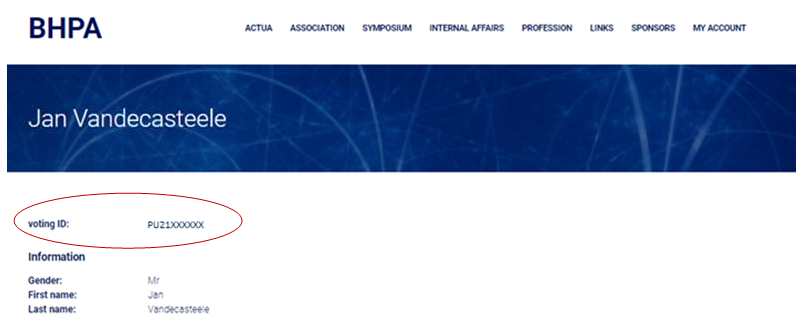 BHPA ACTUA ASSOCIATION SYMPOSIUM INTERNAL AFFAIRS PROFESSION LINKS SPONSORS MY ACCOUNT
Jan Vandecasteele
voting ID: PU21XXXXXX
Information
Gender: Mr
First name: Jan
Last name: Vandecasteele